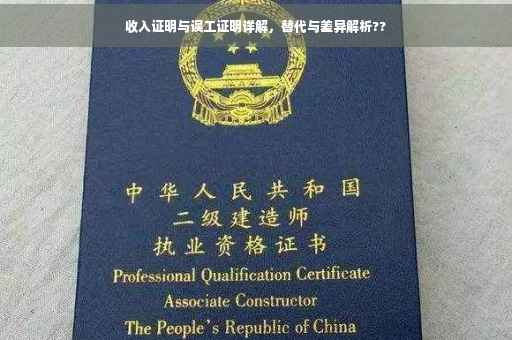 收入证明与误工证明详解，替代与差异解析??
中华人民共和国
二级建造师
执业资格证书
Professional Qualification Certificate
Associate Constructor
The People's Republic of China